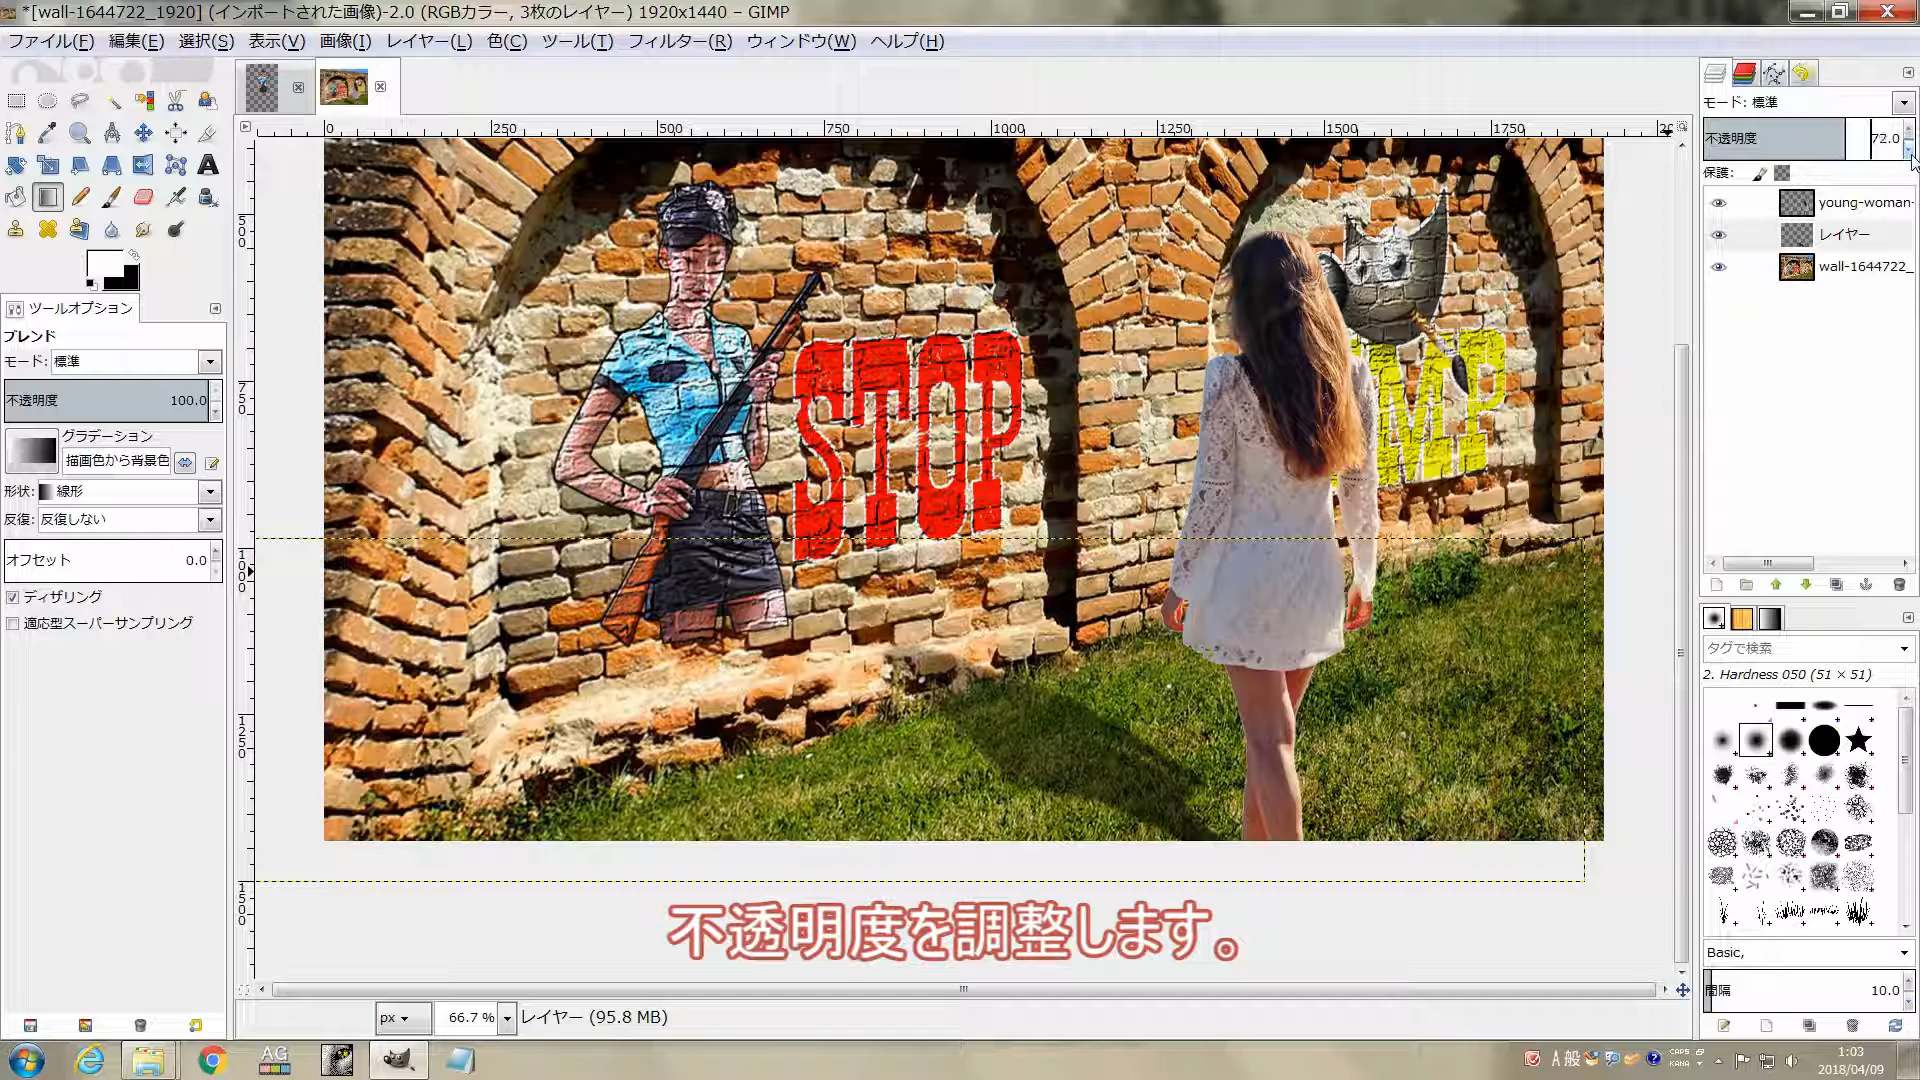 *[wall-1644722_1920] (インポートされた画像)-2.0 (RGBカラー, 3枚のレイヤー) 1920x1440 – GIMP
ファイル(F) 編集(E) 選択(S) 表示(V) 画像(I) レイヤー(L) 色(C) ツール(T) フィルター(R) ウィンドウ(W) ヘルプ(H)
ツールオプション
ブレンド
モード: 標準
不透明度 100.0
グラデーション
描画色から背景色
形状: 線形
反復: 反復しない
オフセット 0.0
ディザリング
適応型スーパーサンプリング
0 250 500 750 1000 1250 1500 1750
500
750
1000
1250
1500
STOP
不透明度を調整します。
px 66.7 % レイヤー (95.8 MB)
モード: 標準
不透明度 72.0
保護:
young-woman-
レイヤー
wall-1644722_
タグで検索
2. Hardness 050 (51 × 51)
Basic,
間隔 10.0
AG
A 般 CAPS
KANA
1:03
2018/04/09